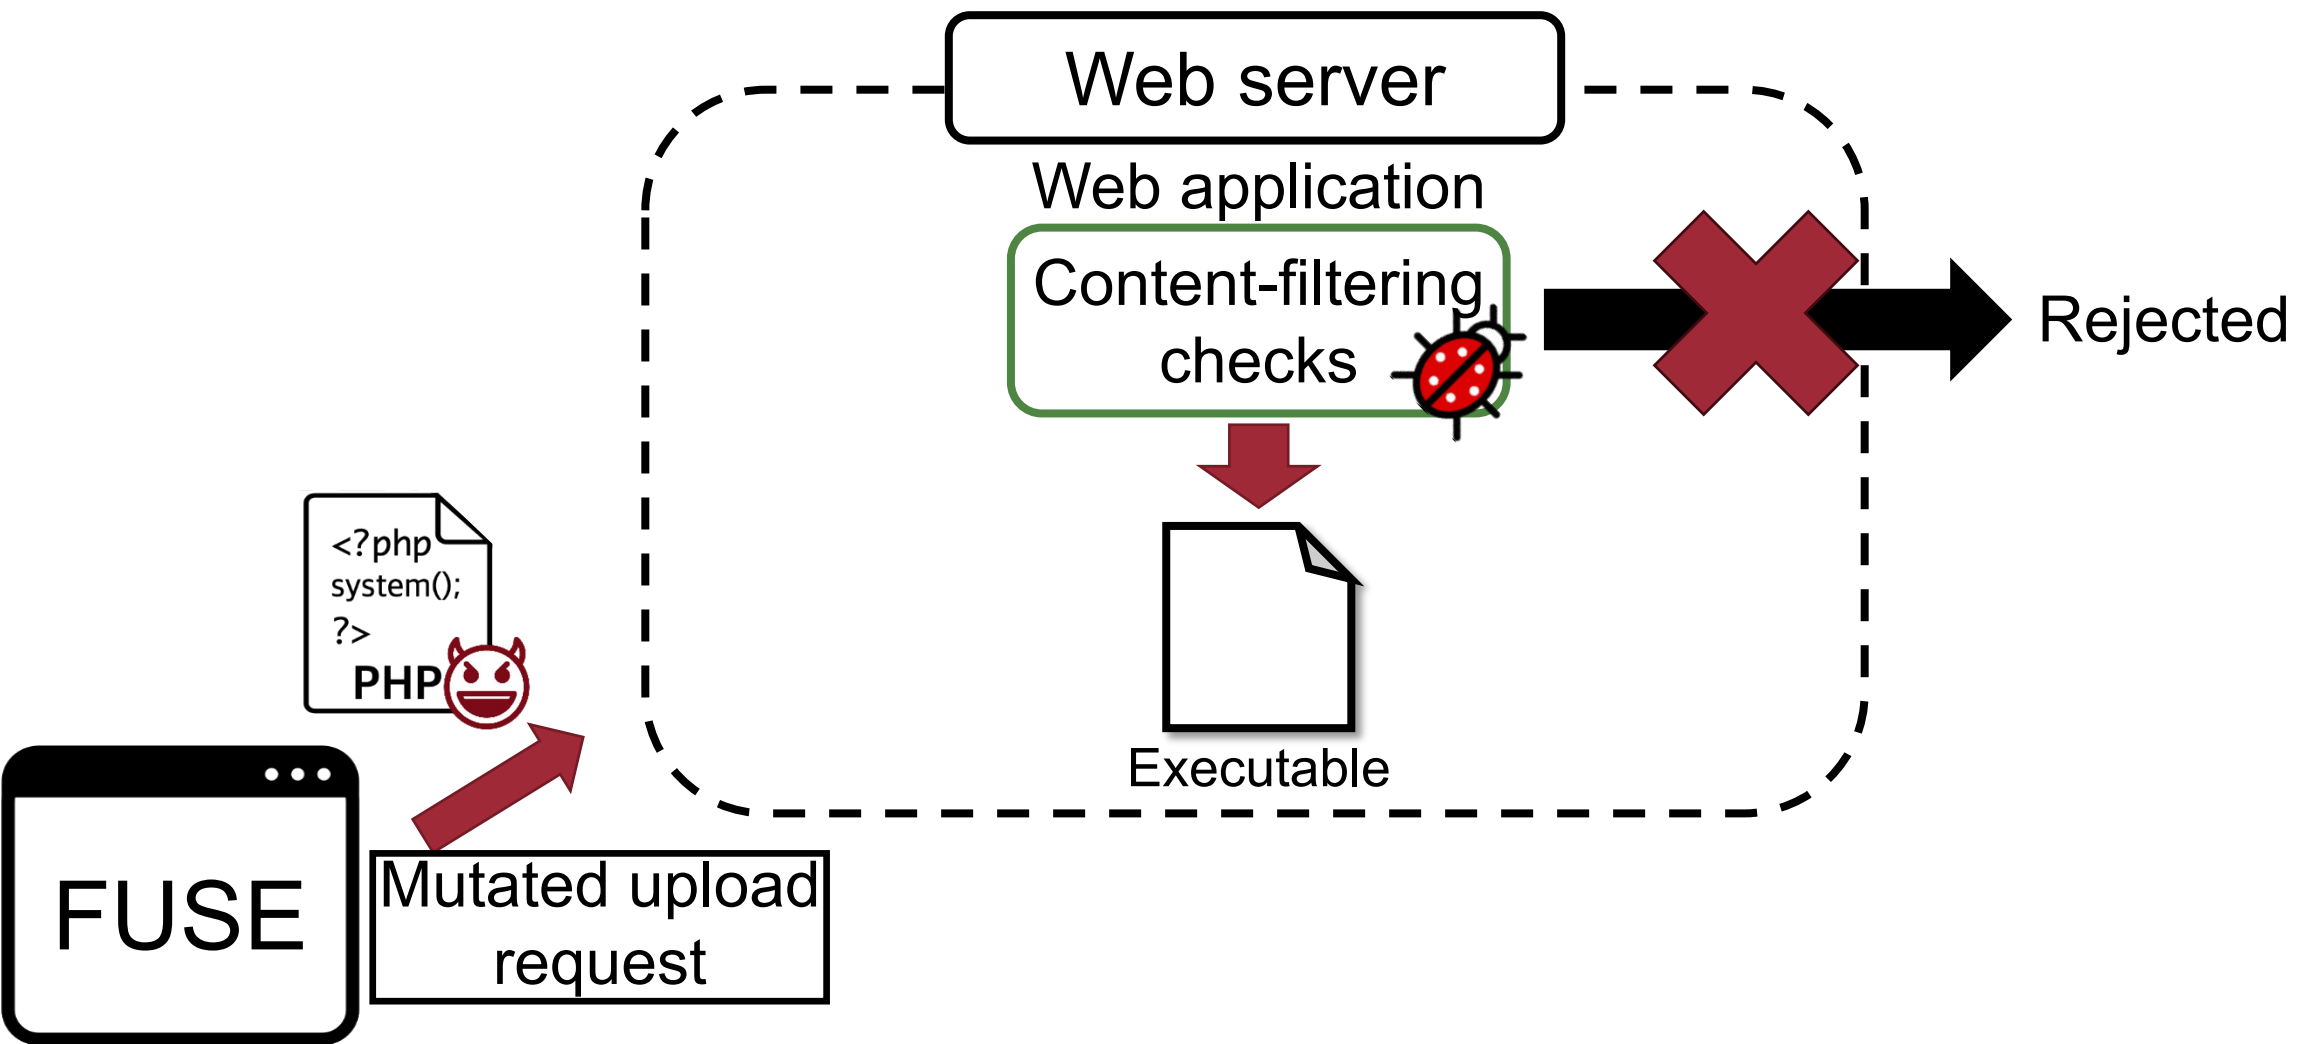 Web server
Web application
Content-filtering
checks
Rejected
<?php
system();
?>
PHP
Executable
FUSE
Mutated upload
request